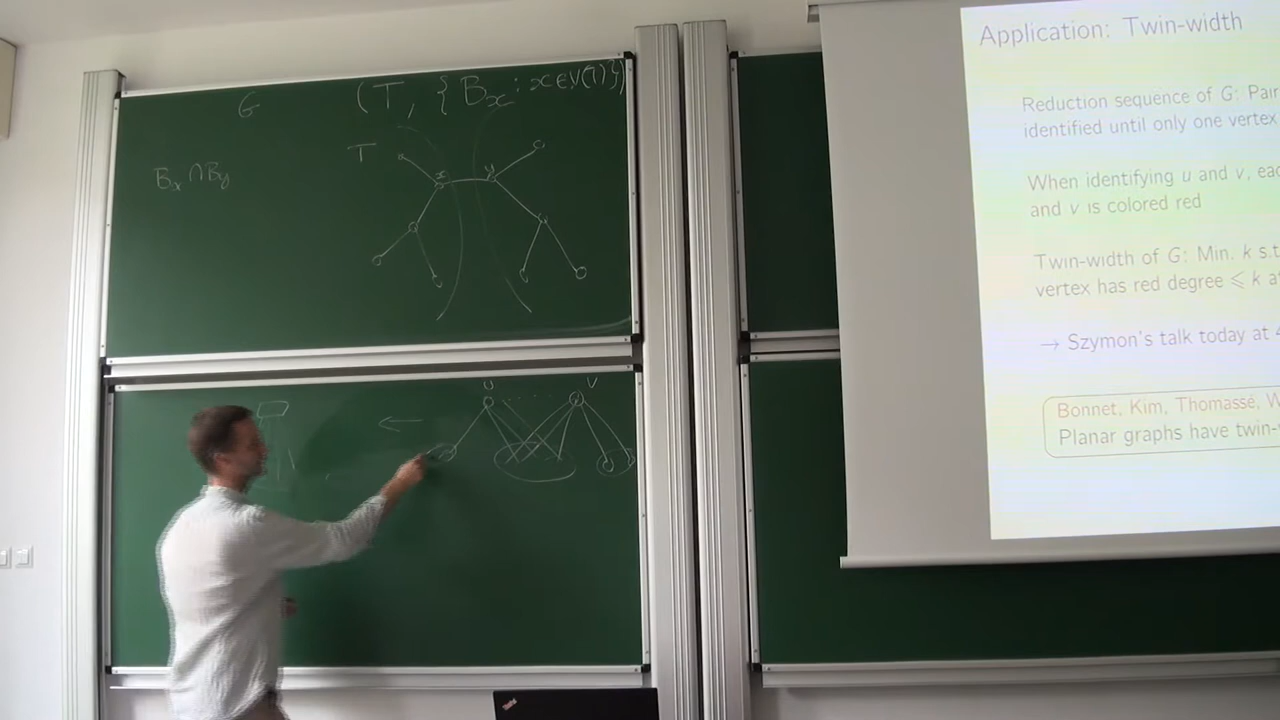 G (T, {Bx : x∈V(T)})
T
x y
Bx ∩ By
u v
Application: Twin-width
Reduction sequence of G: Pair
identified until only one vertex
When identifying u and v, eac
and v is colored red
Twin-width of G: Min. k s.t
vertex has red degree ⩽ k a
→ Szymon's talk today at 4
Bonnet, Kim, Thomassé, W
Planar graphs have twin-